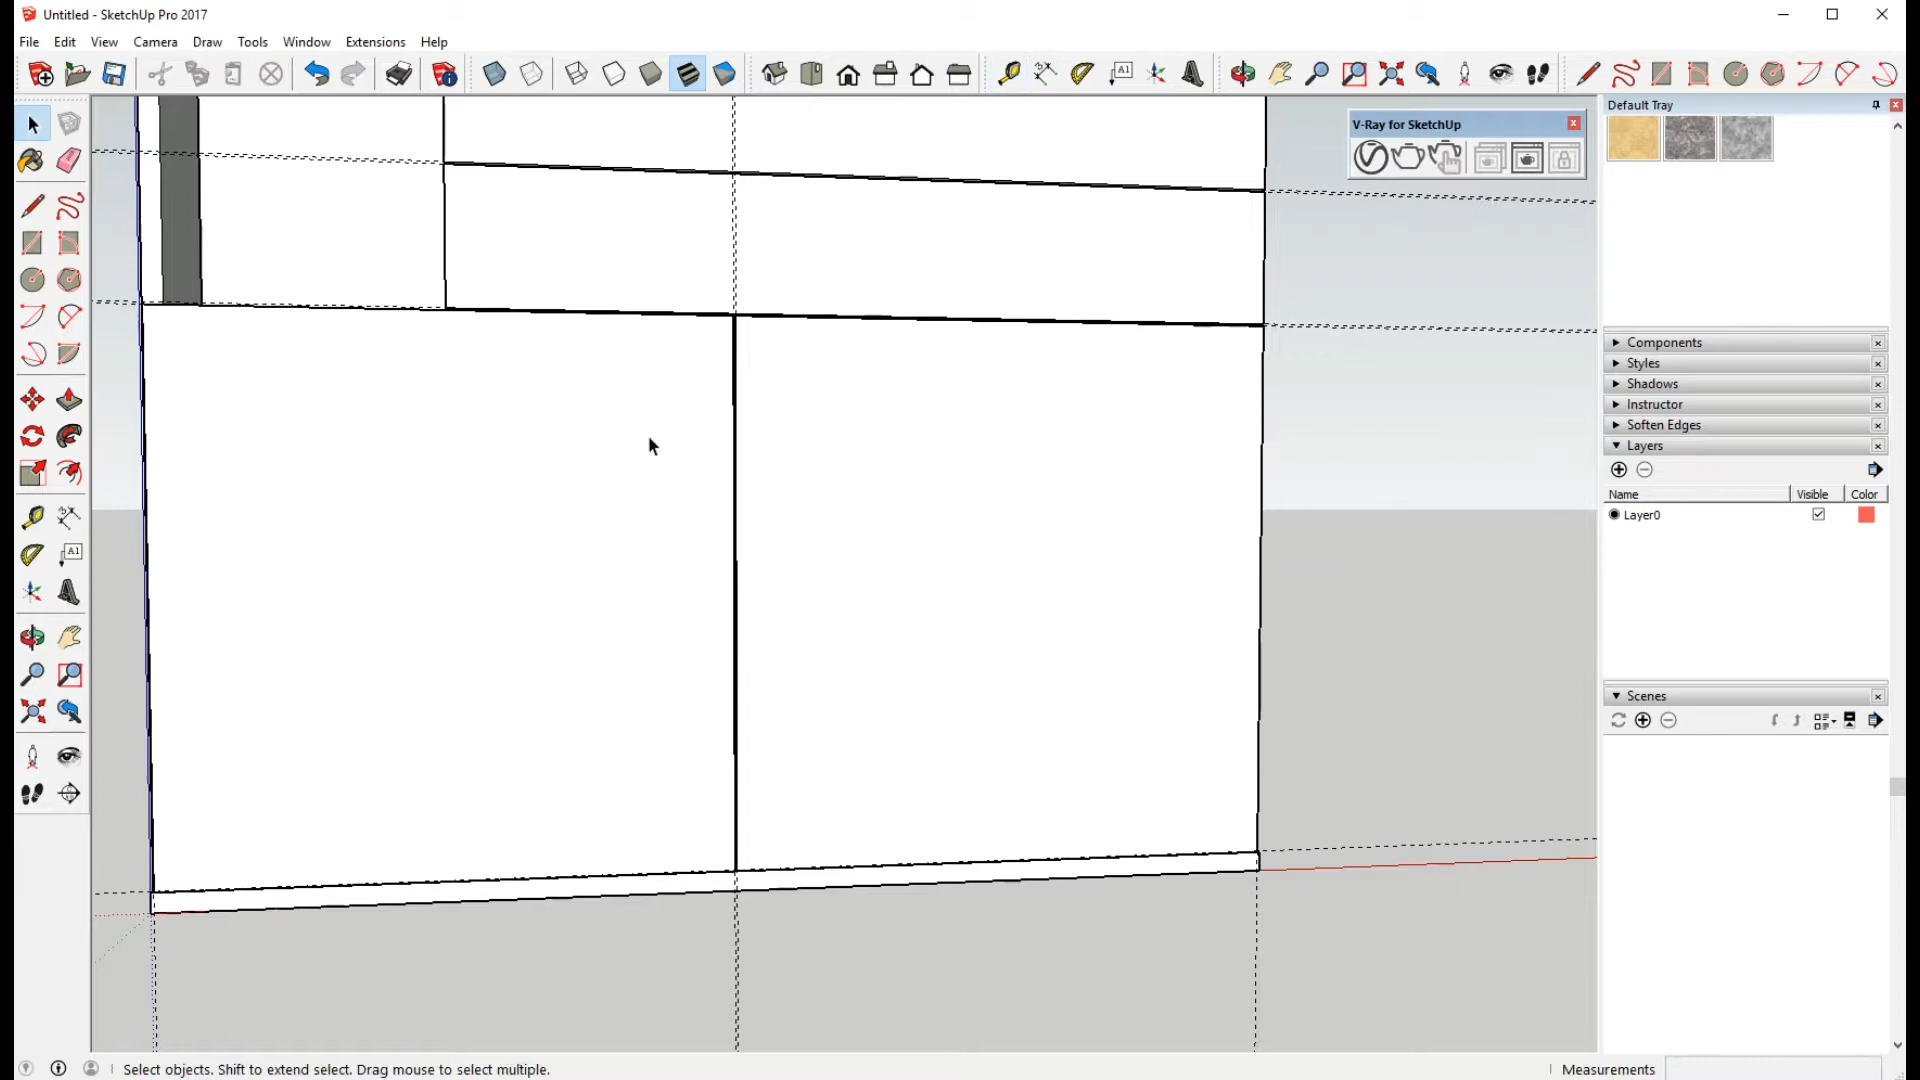 Untitled - SketchUp Pro 2017
File Edit View Camera Draw Tools Window Extensions Help
A1
Default Tray
V-Ray for SketchUp
Components
Styles
Shadows
Instructor
Soften Edges
Layers
Name Visible Color
Layer0
A1
Scenes
Select objects. Shift to extend select. Drag mouse to select multiple.
Measurements